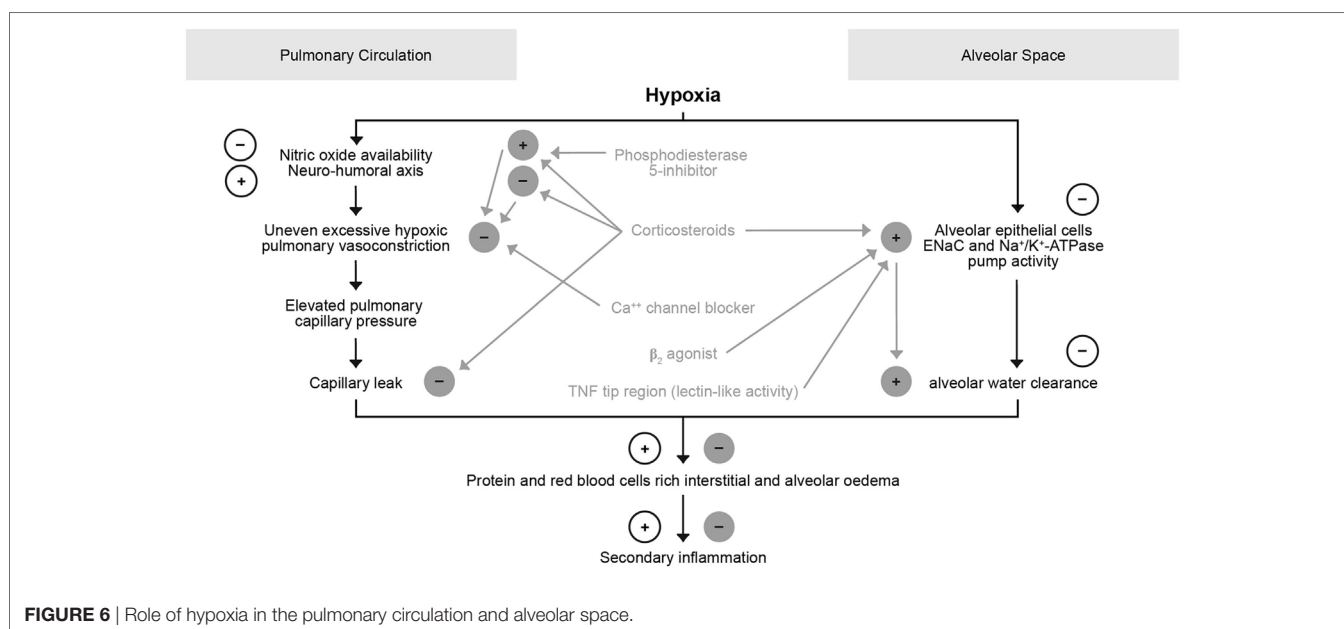 Pulmonary Circulation
Alveolar Space
Hypoxia
−
+
Nitric oxide availability
Neuro-humoral axis
+
−
Phosphodiesterase
5-inhibitor
−
Uneven excessive hypoxic
pulmonary vasoconstriction
−
Corticosteroids
+
Alveolar epithelial cells
ENaC and Na⁺/K⁺-ATPase
pump activity
Elevated pulmonary
capillary pressure
Ca⁺⁺ channel blocker
β₂ agonist
−
Capillary leak
−
TNF tip region (lectin-like activity)
+
alveolar water clearance
+
−
Protein and red blood cells rich interstitial and alveolar oedema
+
−
Secondary inflammation
FIGURE 6 | Role of hypoxia in the pulmonary circulation and alveolar space.